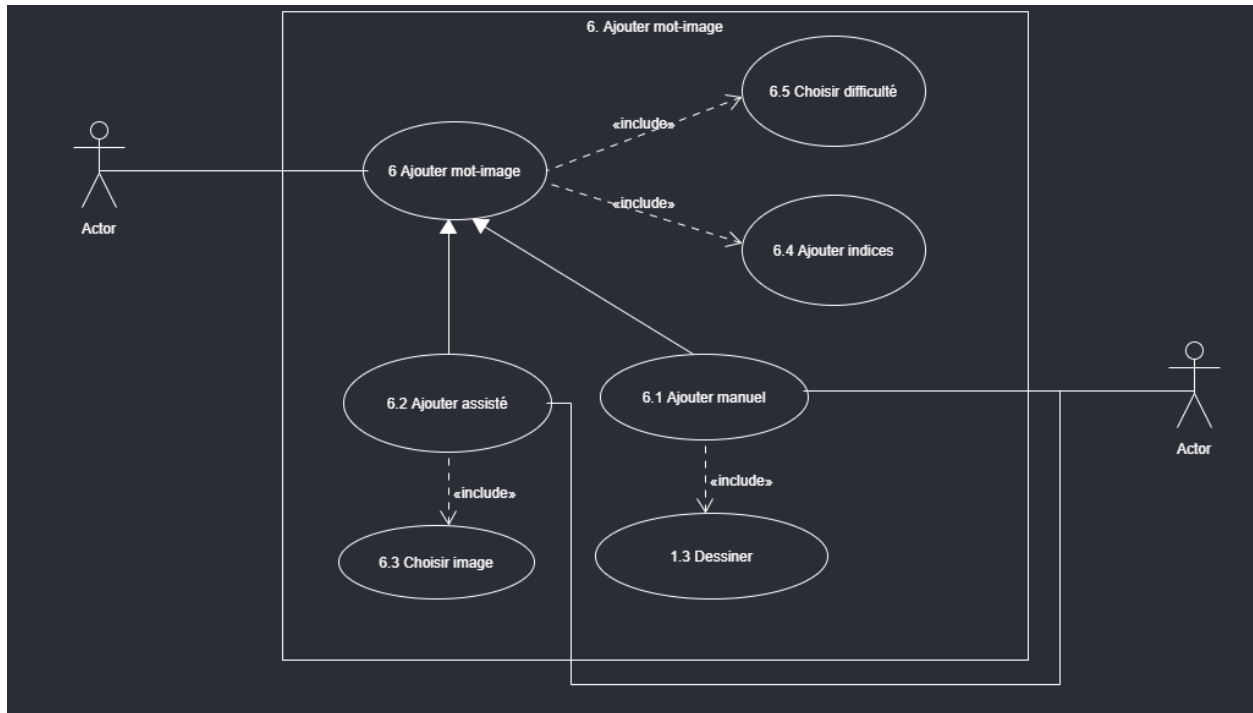 6. Ajouter mot-image
6.5 Choisir difficulté
«include»
6 Ajouter mot-image
«include»
6.4 Ajouter indices
Actor
6.2 Ajouter assisté
6.1 Ajouter manuel
Actor
«include»
«include»
6.3 Choisir image
1.3 Dessiner